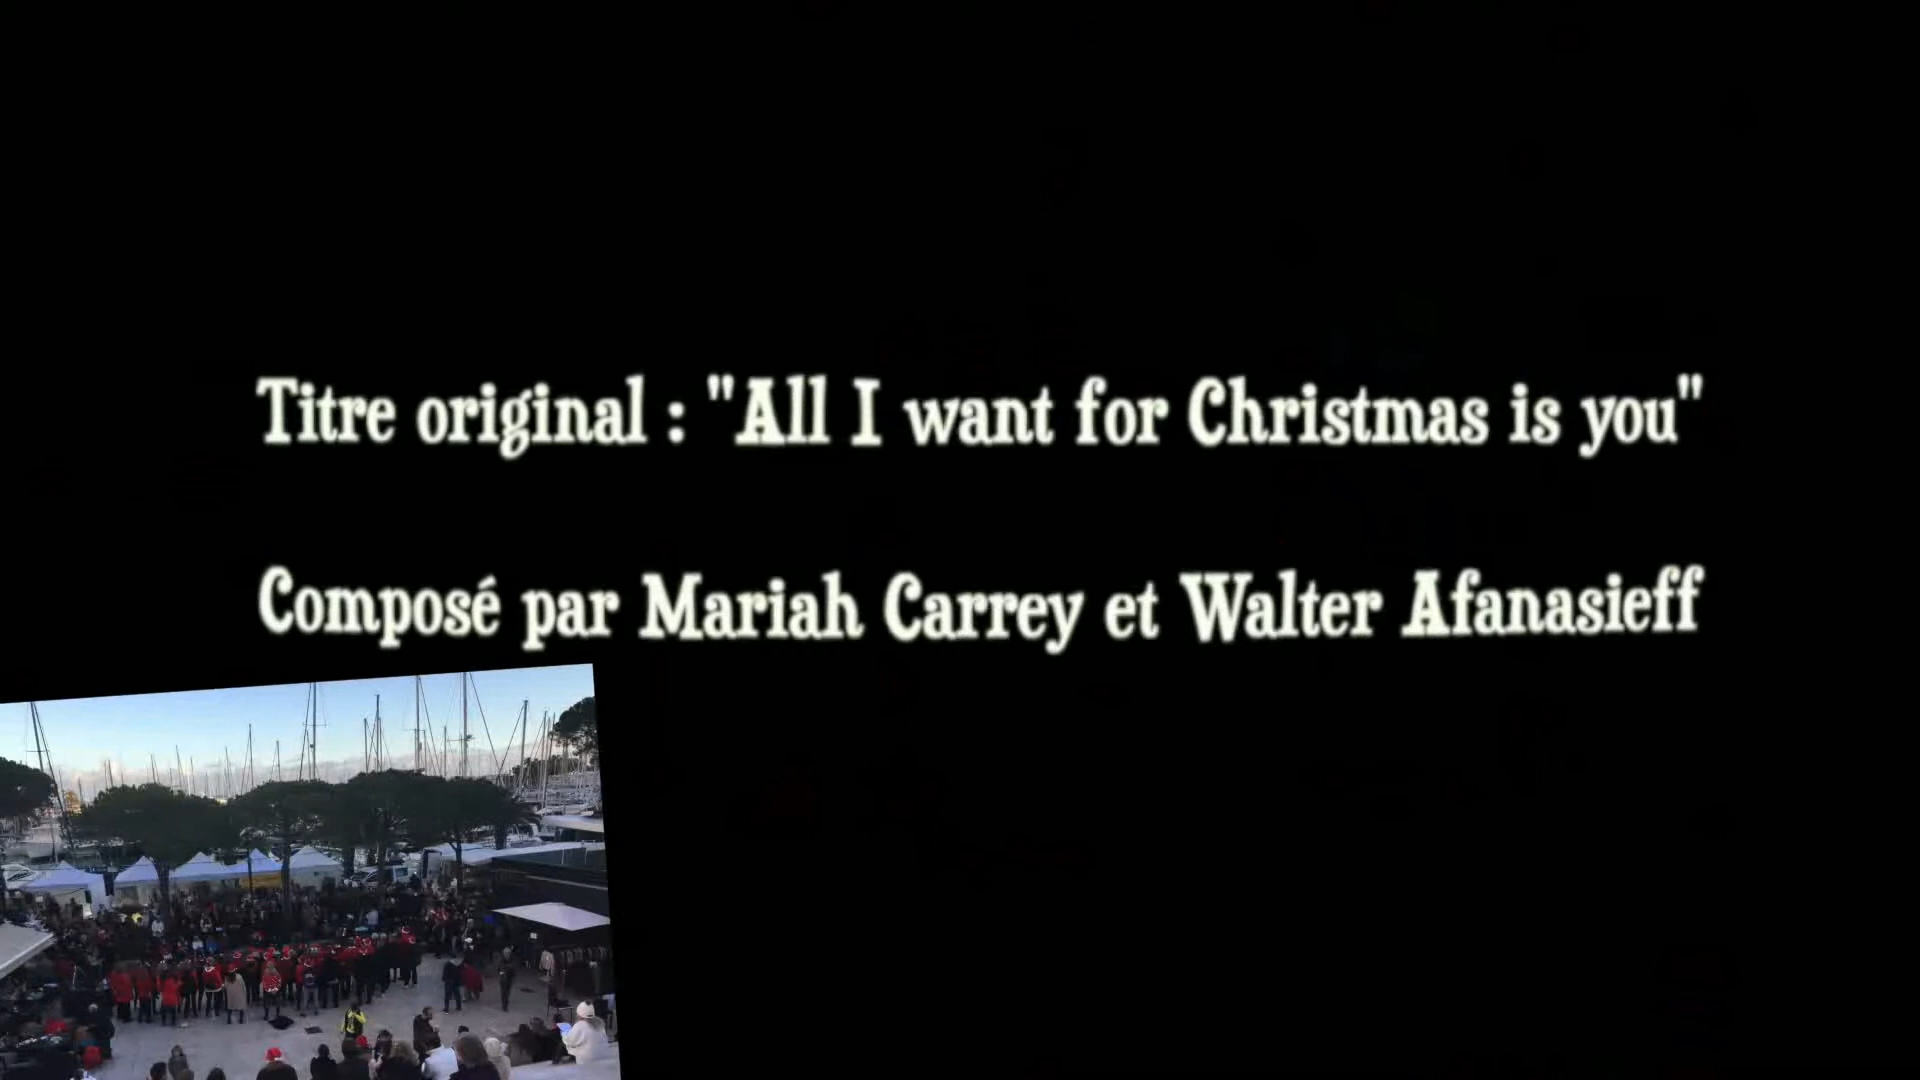 Titre original : "All I want for Christmas is you"
Composé par Mariah Carrey et Walter Afanasieff